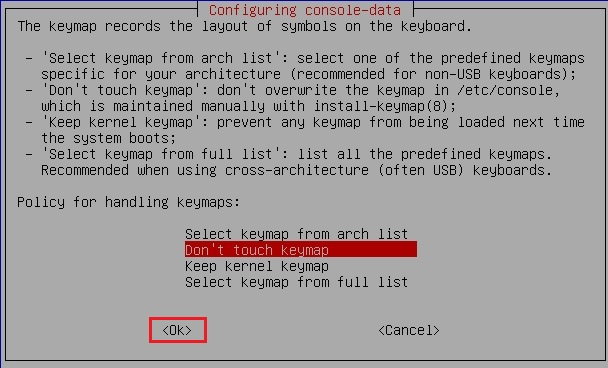 Configuring console-data
The keymap records the layout of symbols on the keyboard.
- 'Select keymap from arch list': select one of the predefined keymaps
specific for your architecture (recommended for non-USB keyboards);
- 'Don't touch keymap': don't overwrite the keymap in /etc/console,
which is maintained manually with install-keymap(8);
- 'Keep kernel keymap': prevent any keymap from being loaded next time
the system boots;
- 'Select keymap from full list': list all the predefined keymaps.
Recommended when using cross-architecture (often USB) keyboards.
Policy for handling keymaps:
Select keymap from arch list
Don't touch keymap
Keep kernel keymap
Select keymap from full list
<Ok> <Cancel>